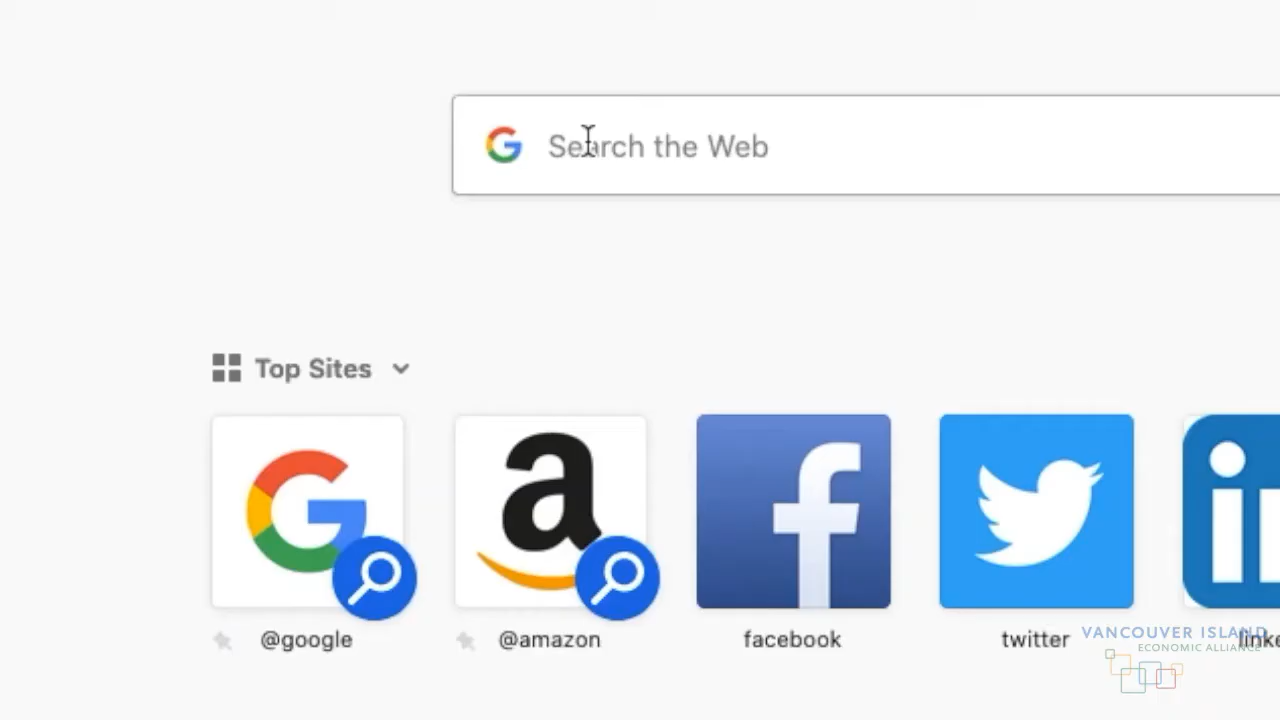 Search the Web
Top Sites
@google
@amazon
facebook
twitter
VANCOUVER ISLAND
ECONOMIC ALLIANCE